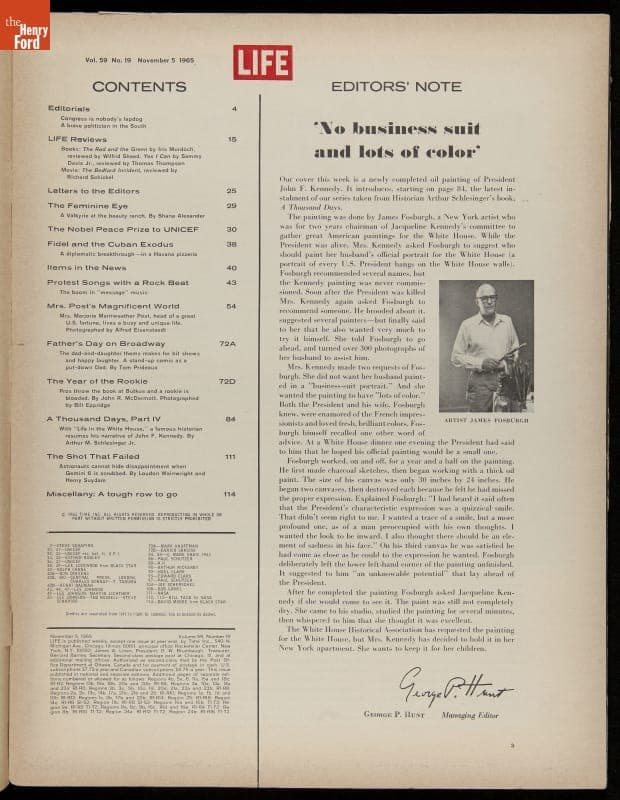 the
Henry
Ford
Vol. 59 No. 19 November 5 1965
LIFE
CONTENTS
Editorials 4
Congress is nobody's lapdog
A brave politician in the South
LIFE Reviews 15
Books: The Red and the Green by Iris Murdoch,
reviewed by Wilfrid Sheed. Yes I Can by Sammy
Davis Jr., reviewed by Thomas Thompson
Movie: The Bedford Incident, reviewed by
Richard Schickel
Letters to the Editors 25
The Feminine Eye 29
A Valkyrie at the beauty ranch. By Shana Alexander
The Nobel Peace Prize to UNICEF 30
Fidel and the Cuban Exodus 38
A diplomatic breakthrough—in a Havana pizzeria
Items in the News 40
Protest Songs with a Rock Beat 43
The boom in "message" music
Mrs. Post's Magnificent World 54
Mrs. Marjorie Merriweather Post, head of a great
U.S. fortune, lives a busy and unique life.
Photographed by Alfred Eisenstaedt
Father's Day on Broadway 72A
The dad-and-daughter theme makes for hit shows
and happy laughter. A stand-up comic as a
put-down Dad. By Tom Prideaux
The Year of the Rookie 72D
Pros throw the book at Butkus and a rookie is
blooded. By John R. McDermott. Photographed
by Bill Eppridge
A Thousand Days, Part IV 84
With "Life in the White House," a famous historian
resumes his narrative of John F. Kennedy. By
Arthur M. Schlesinger Jr.
The Shot That Failed 111
Astronauts cannot hide disappointment when
Gemini 6 is scrubbed. By Loudon Wainwright and
Henry Suydam
Miscellany: A tough row to go 114
© 1965 TIME INC. ALL RIGHTS RESERVED. REPRODUCTION IN WHOLE OR
PART WITHOUT WRITTEN PERMISSION IS STRICTLY PROHIBITED
November 5, 1965 Volume 59, Number 19
EDITORS' NOTE
'No business suit
and lots of color'
Our cover this week is a newly completed oil painting of President
John F. Kennedy. It introduces, starting on page 84, the latest in-
stalment of our series taken from Historian Arthur Schlesinger's book,
A Thousand Days.
The painting was done by James Fosburgh, a New York artist who
was for two years chairman of Jacqueline Kennedy's committee to
gather great American paintings for the White House. While the
President was alive, Mrs. Kennedy asked Fosburgh to suggest who
should paint her husband's official portrait for the White House (a
portrait of every U.S. President hangs on the White House walls).
Fosburgh recommended several names, but
the Kennedy painting was never commis-
sioned. Soon after the President was killed
Mrs. Kennedy again asked Fosburgh to
recommend someone. He brooded about it,
suggested several painters—but finally said
to her that he also wanted very much to
try it himself. She told Fosburgh to go
ahead, and turned over 300 photographs of
her husband to assist him.
Mrs. Kennedy made two requests of Fos-
burgh. She did not want her husband paint-
ed in a "business-suit portrait." And she
wanted the painting to have "lots of color."
Both the President and his wife, Fosburgh
knew, were enamored of the French impres-
sionists and loved fresh, brilliant colors. Fos-
burgh himself recalled one other word of
advice. At a White House dinner one evening the President had said
to him that he hoped his official painting would be a small one.
Fosburgh worked, on and off, for a year and a half on the painting.
He first made charcoal sketches, then began working with a thick oil
paint. The size of his canvas was only 30 inches by 24 inches. He
began two canvases, then destroyed each because he felt he had missed
the proper expression. Explained Fosburgh: "I had heard it said often
that the President's characteristic expression was a quizzical smile.
That didn't seem right to me. I wanted a trace of a smile, but a more
profound one, as of a man preoccupied with his own thoughts. I
wanted the look to be inward. I also thought there should be an ele-
ment of sadness in his face." On his third canvas he was satisfied he
had come as close as he could to the expression he wanted. Fosburgh
deliberately left the lower left-hand corner of the painting unfinished.
It suggested to him "an unknowable potential" that lay ahead of
the President.
After he completed the painting Fosburgh asked Jacqueline Ken-
nedy if she would come to see it. The paint was still not completely
dry. She came to his studio, studied the painting for several minutes,
then whispered to him that she thought it was excellent.
The White House Historical Association has requested the painting
for the White House, but Mrs. Kennedy has decided to hold it in her
New York apartment. She wants to keep it for her children.
ARTIST JAMES FOSBURGH
George P. Hunt
GEORGE P. HUNT Managing Editor
3